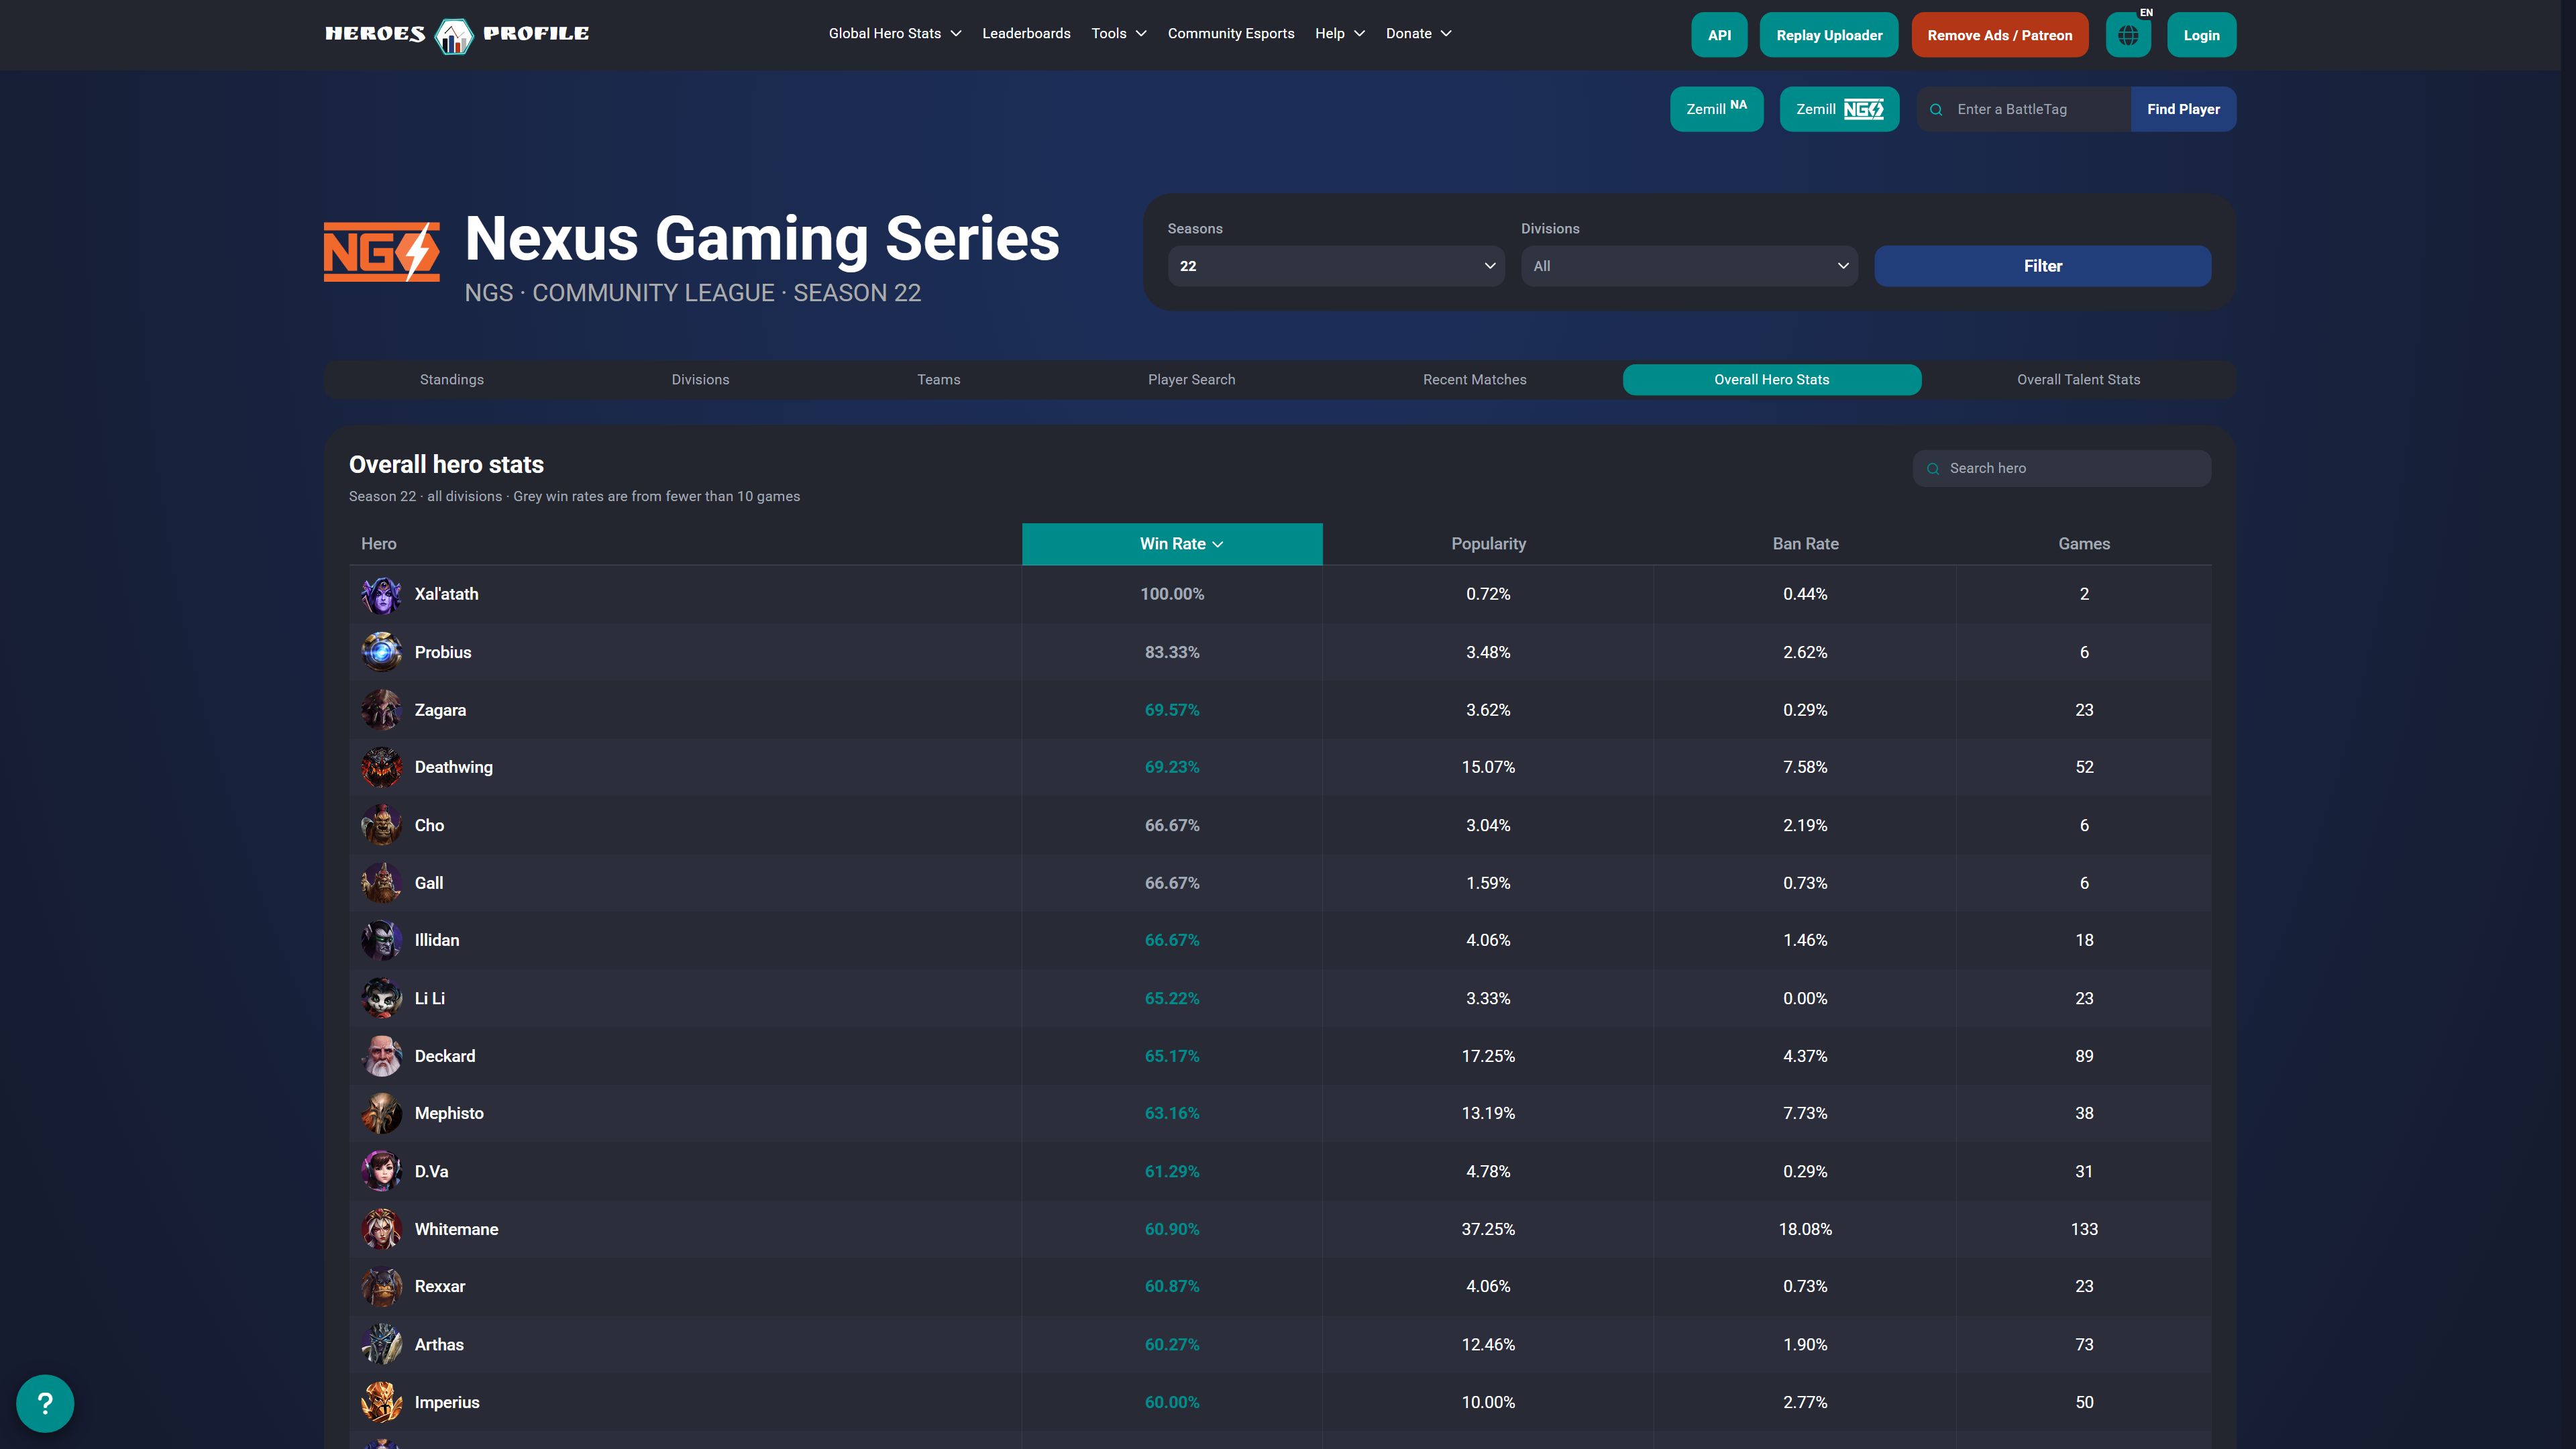 HEROES PROFILE
Global Hero Stats Leaderboards Tools Community Esports Help Donate
API Replay Uploader Remove Ads / Patreon EN Login
Zemill NA Zemill NGS Enter a BattleTag Find Player
NGS Nexus Gaming Series
NGS · COMMUNITY LEAGUE · SEASON 22
Seasons Divisions
22 All Filter
Standings Divisions Teams Player Search Recent Matches Overall Hero Stats Overall Talent Stats
Overall hero stats
Search hero
Season 22 · all divisions · Grey win rates are from fewer than 10 games
Hero Win Rate Popularity Ban Rate Games
Xal'atath 100.00% 0.72% 0.44% 2
Probius 83.33% 3.48% 2.62% 6
Zagara 69.57% 3.62% 0.29% 23
Deathwing 69.23% 15.07% 7.58% 52
Cho 66.67% 3.04% 2.19% 6
Gall 66.67% 1.59% 0.73% 6
Illidan 66.67% 4.06% 1.46% 18
Li Li 65.22% 3.33% 0.00% 23
Deckard 65.17% 17.25% 4.37% 89
Mephisto 63.16% 13.19% 7.73% 38
D.Va 61.29% 4.78% 0.29% 31
Whitemane 60.90% 37.25% 18.08% 133
Rexxar 60.87% 4.06% 0.73% 23
Arthas 60.27% 12.46% 1.90% 73
Imperius 60.00% 10.00% 2.77% 50
?